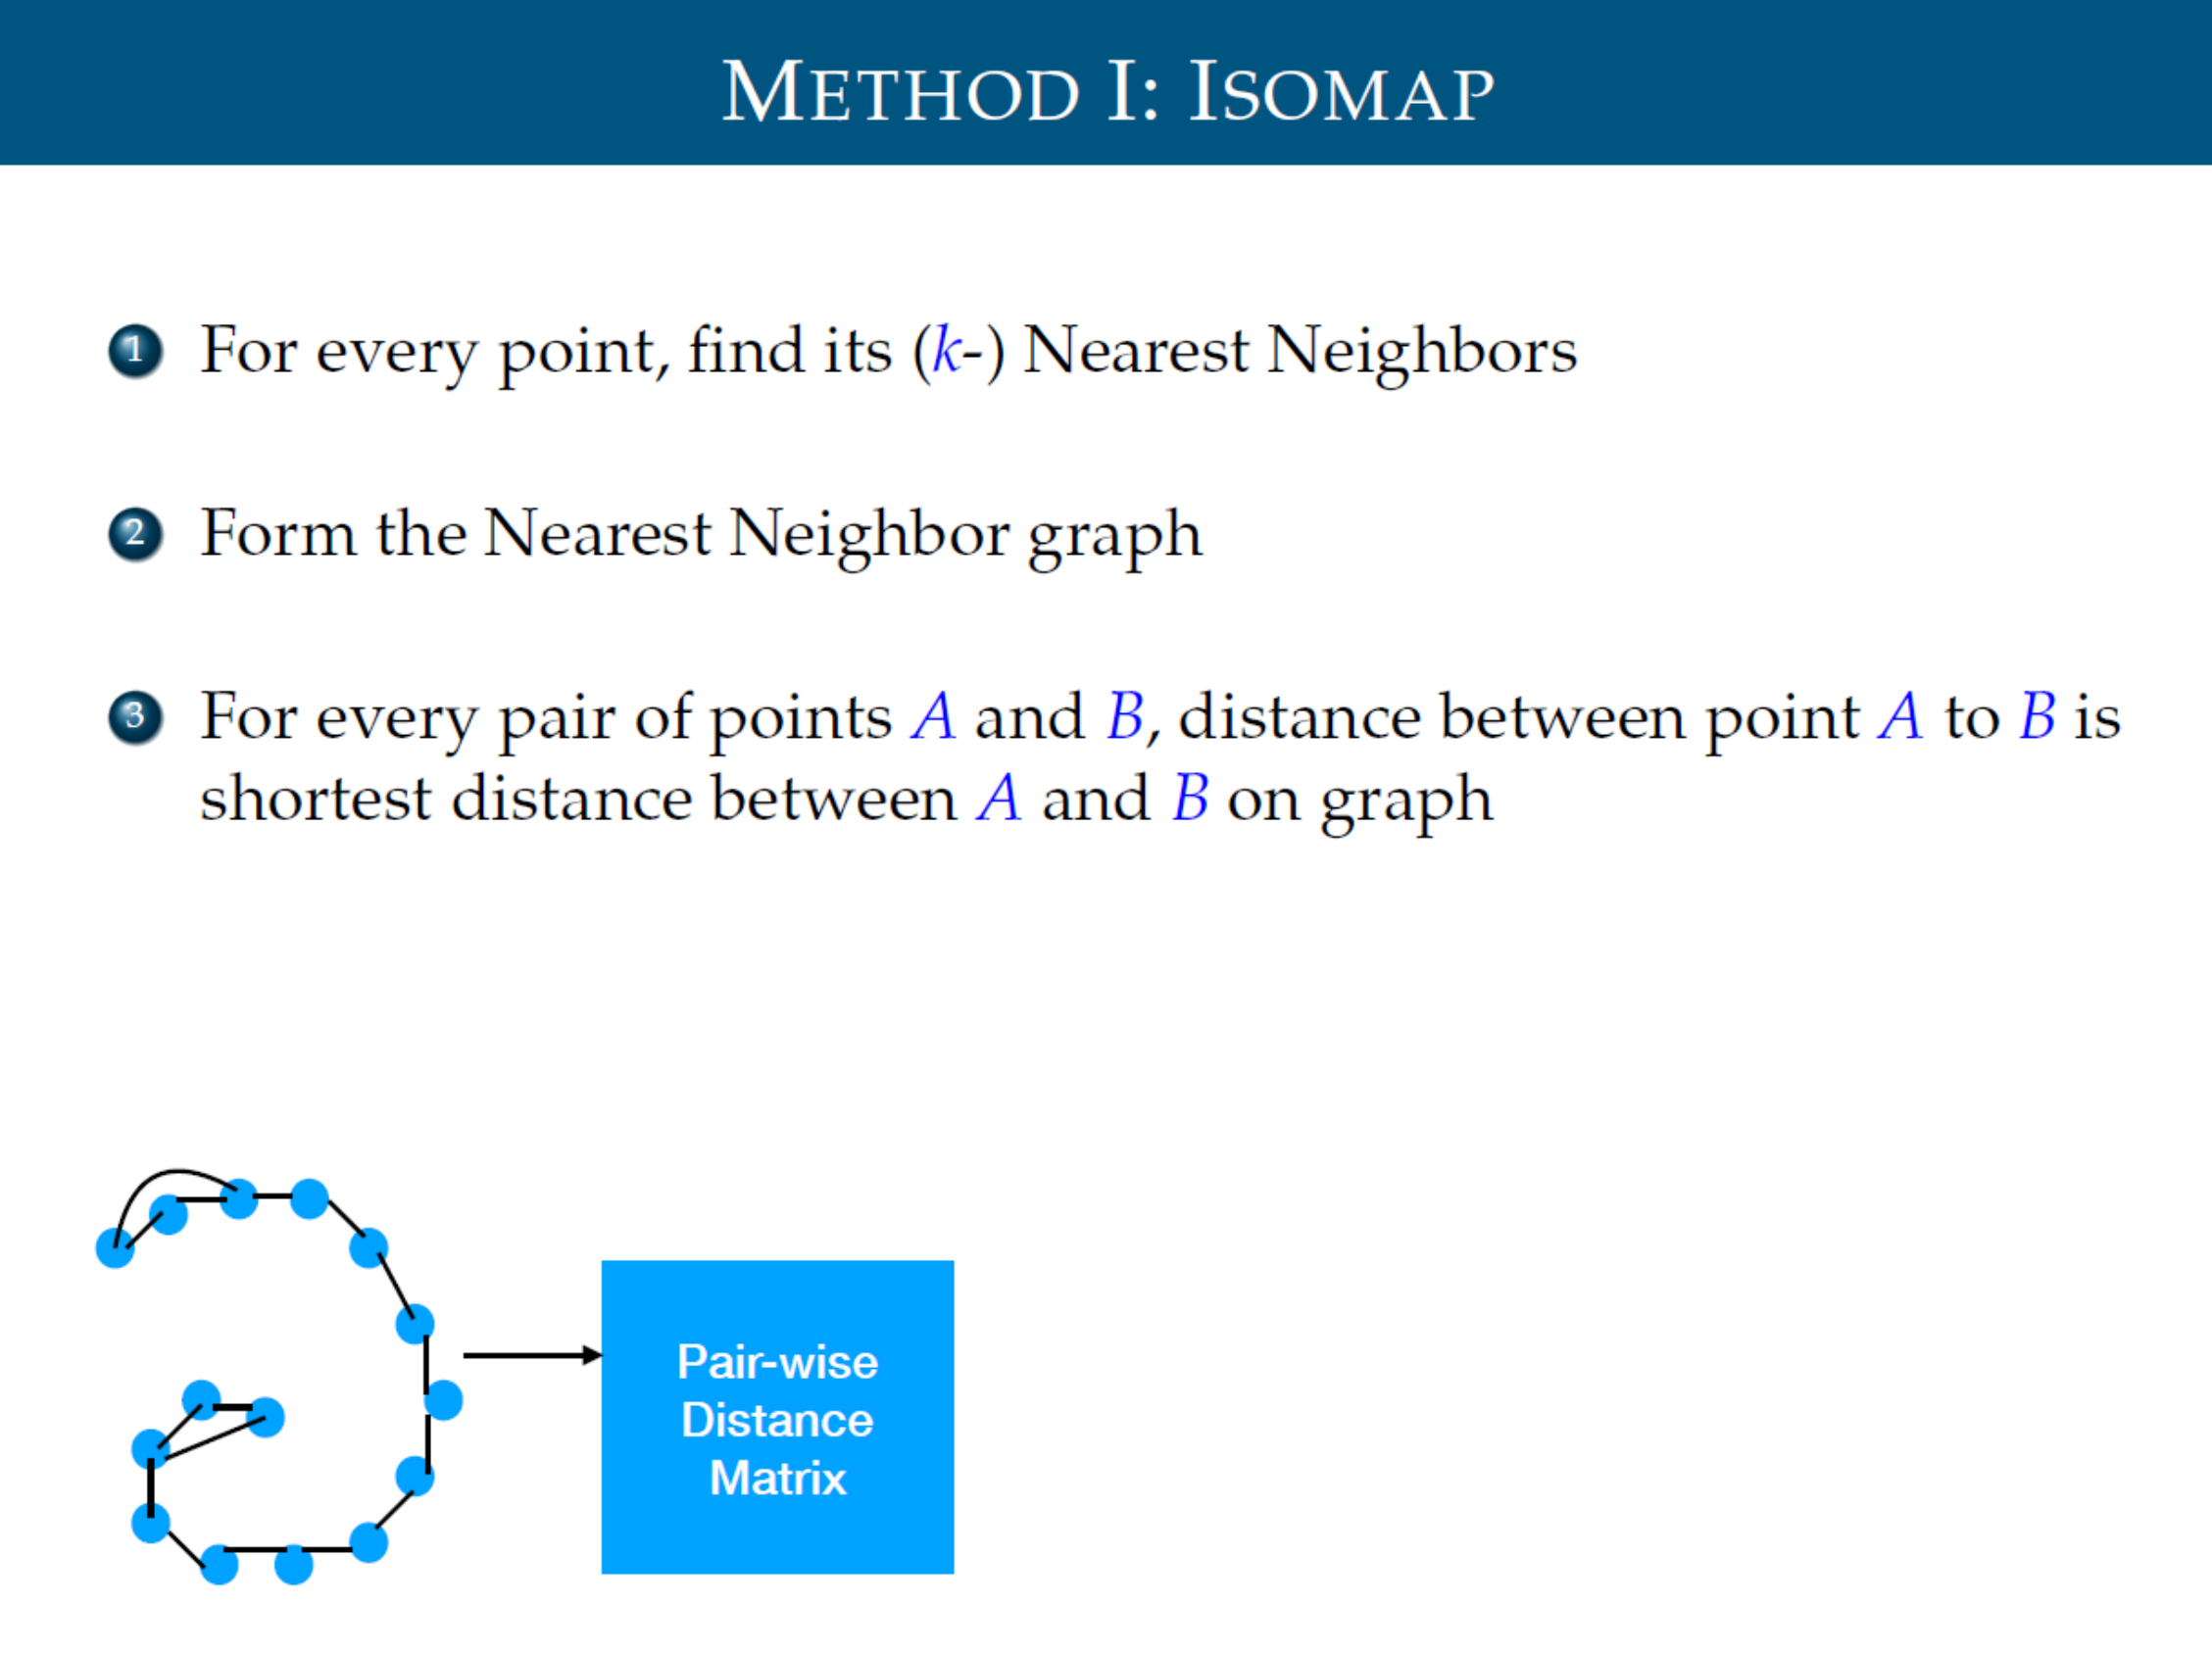 METHOD I: ISOMAP
1 For every point, find its (k-) Nearest Neighbors
2 Form the Nearest Neighbor graph
3 For every pair of points A and B, distance between point A to B is
shortest distance between A and B on graph
Pair-wise
Distance
Matrix